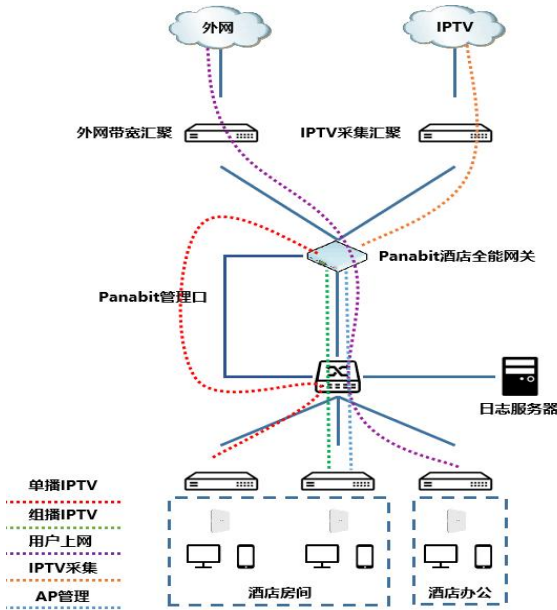 外网
IPTV
外网带宽汇聚
IPTV采集汇聚
Panabit酒店全能网关
Panabit管理口
日志服务器
单播IPTV
组播IPTV
用户上网
IPTV采集
AP管理
酒店房间
酒店办公